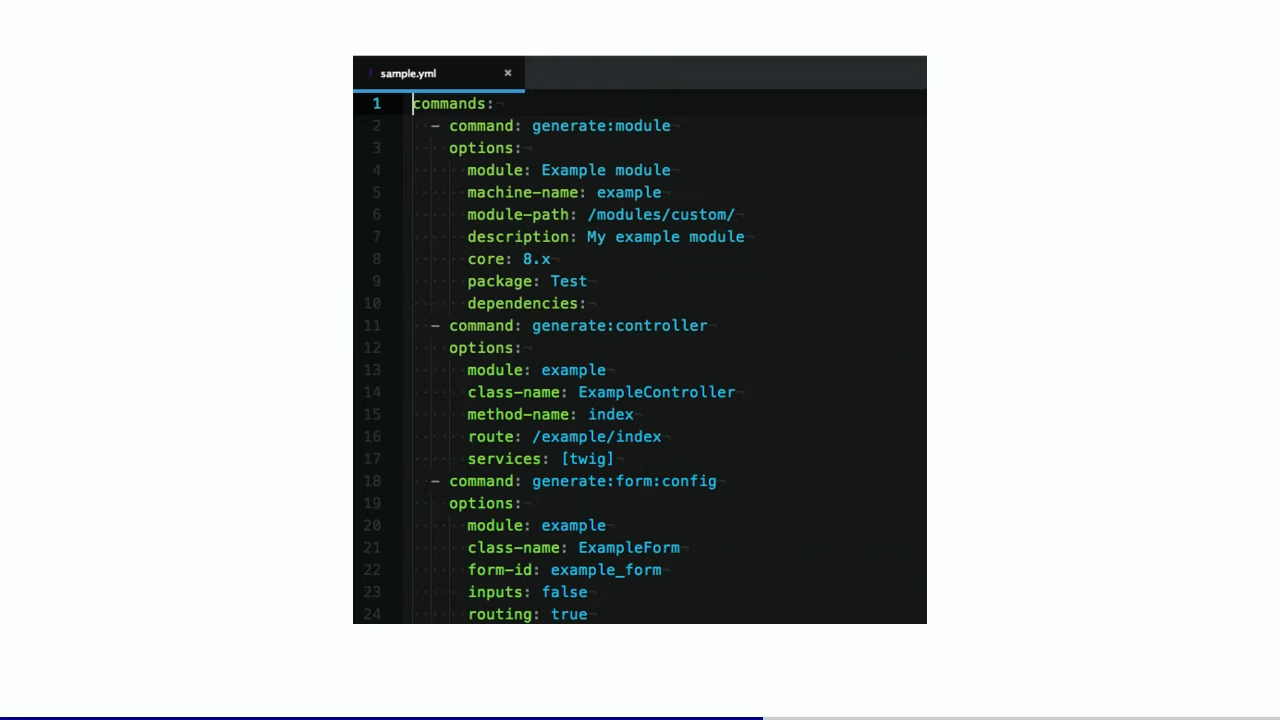 sample.yml ×
1 commands:
2 - command: generate:module
3 options:
4 module: Example module
5 machine-name: example
6 module-path: /modules/custom/
7 description: My example module
8 core: 8.x
9 package: Test
10 dependencies:
11 - command: generate:controller
12 options:
13 module: example
14 class-name: ExampleController
15 method-name: index
16 route: /example/index
17 services: [twig]
18 - command: generate:form:config
19 options:
20 module: example
21 class-name: ExampleForm
22 form-id: example_form
23 inputs: false
24 routing: true